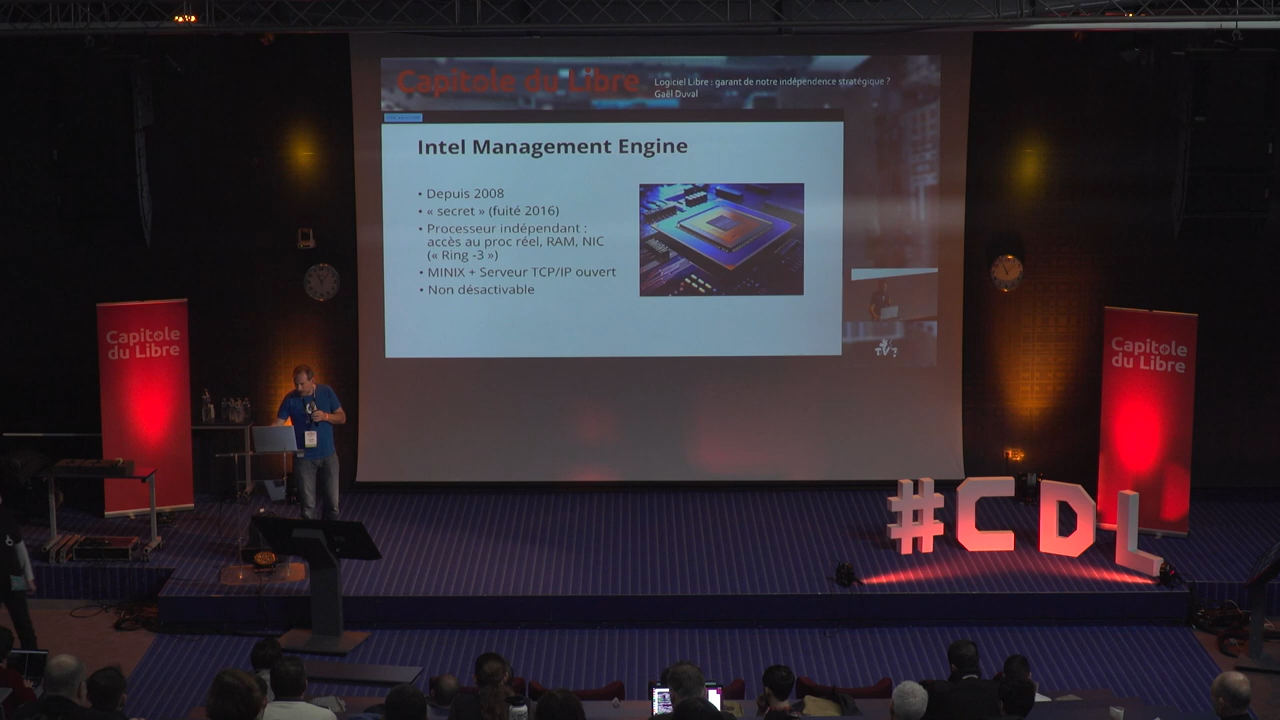 Capitole du Libre
Logiciel Libre : garant de notre indépendence stratégique ?
Gaël Duval
Intel Management Engine
• Depuis 2008
• « secret » (fuité 2016)
• Processeur indépendant :
accès au proc réel, RAM, NIC
(« Ring -3 »)
• MINIX + Serveur TCP/IP ouvert
• Non désactivable
Capitole
du Libre
Capitole
du Libre
#CDL